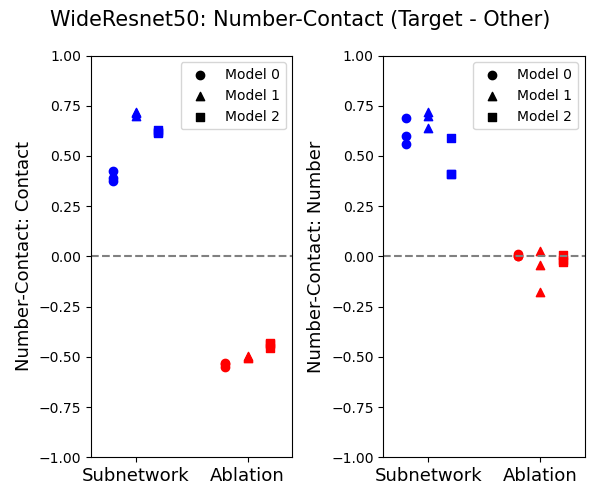 WideResnet50: Number-Contact (Target - Other)
Number-Contact: Contact
1.00
0.75
0.50
0.25
0.00
−0.25
−0.50
−0.75
−1.00
Subnetwork
Ablation
Model 0
Model 1
Model 2
Number-Contact: Number
1.00
0.75
0.50
0.25
0.00
−0.25
−0.50
−0.75
−1.00
Subnetwork
Ablation
Model 0
Model 1
Model 2